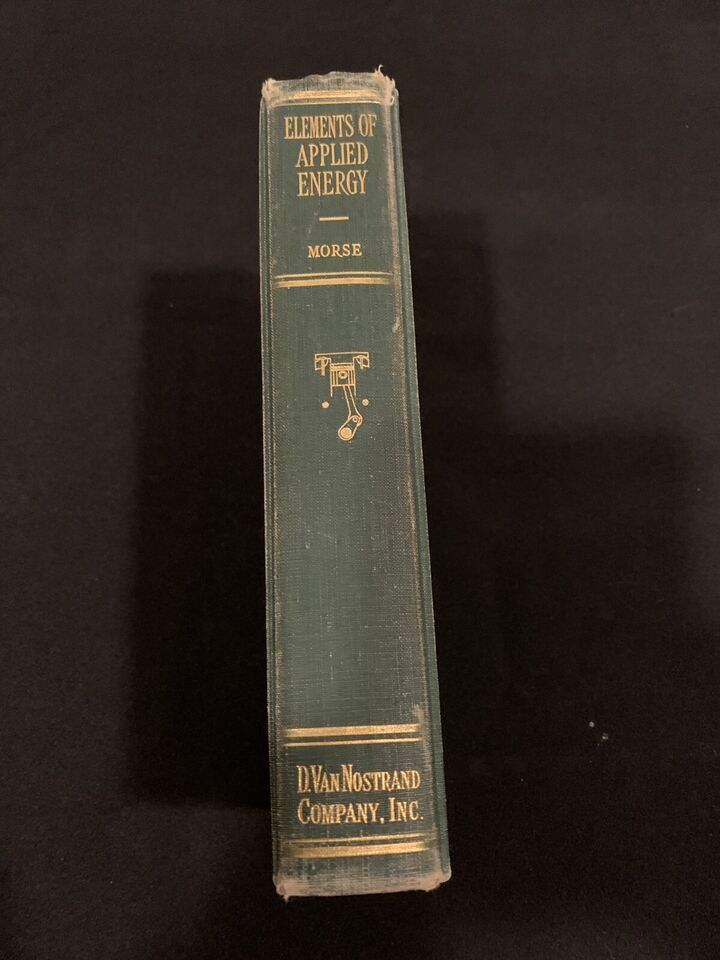 ELEMENTS OF
APPLIED
ENERGY
MORSE
D. VAN NOSTRAND
COMPANY, INC.